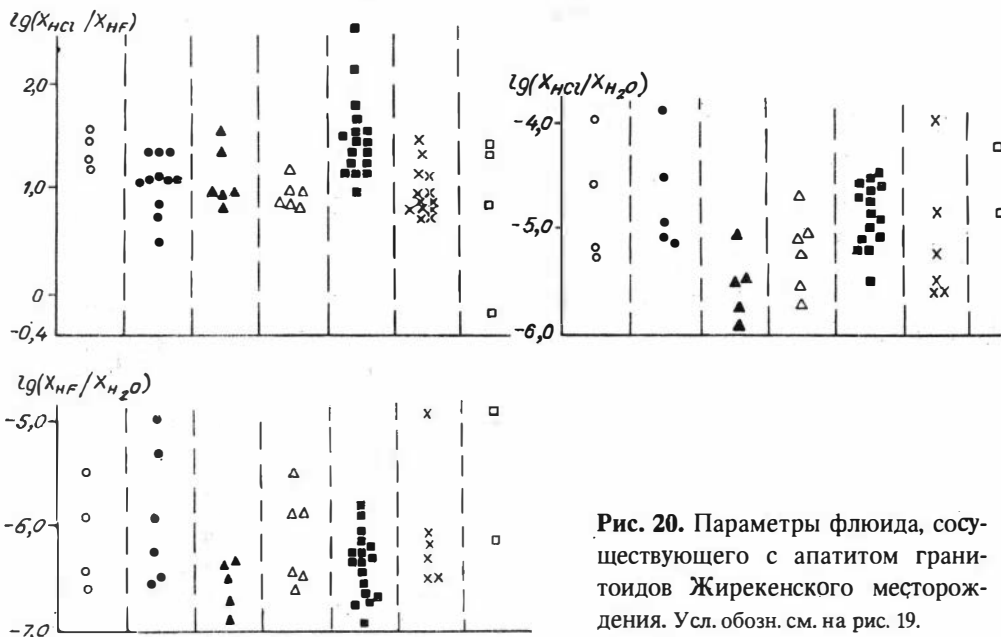 lg(X_HCl / X_HF)
2,0
1,0
0
-0,4
lg(X_HCl/X_H2O)
-4,0
-5,0
-6,0
lg(X_HF/X_H2O)
-5,0
-6,0
-7,0
Рис. 20. Параметры флюида, сосу-
ществующего с апатитом грани-
тоидов Жирекенского месторож-
дения. Усл. обозн. см. на рис. 19.